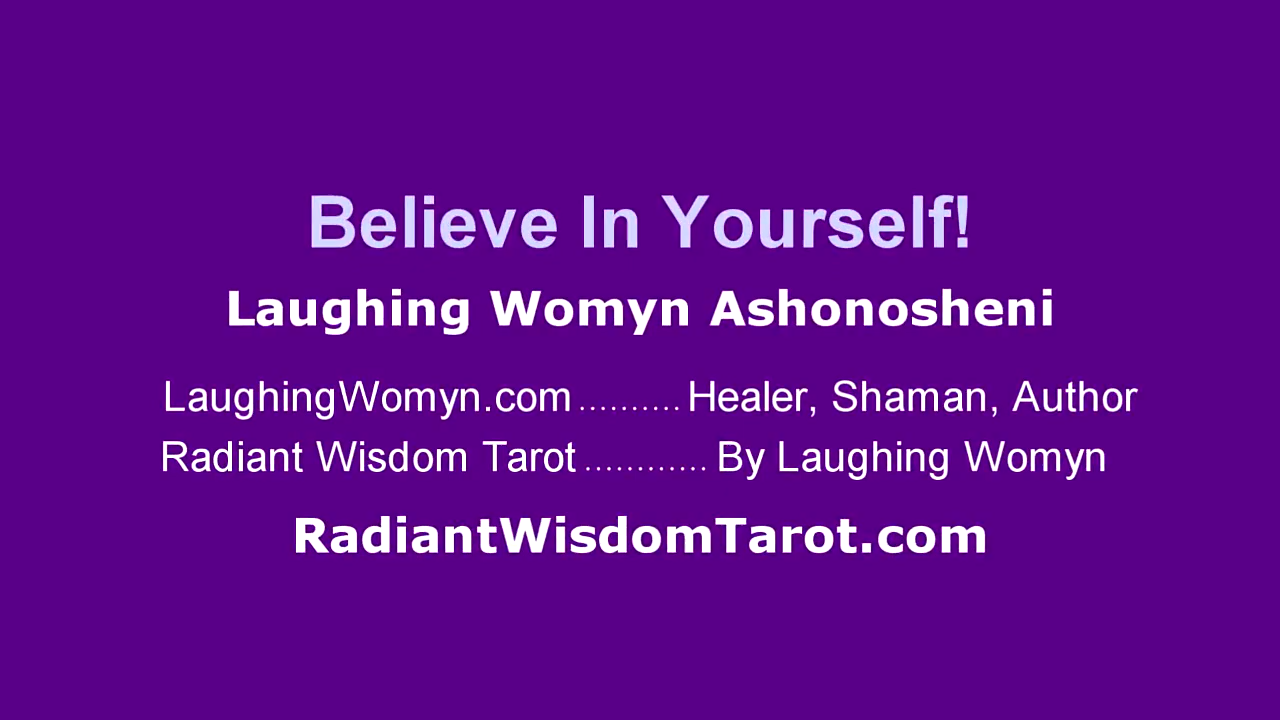 Believe In Yourself!
Laughing Womyn Ashonosheni
LaughingWomyn.com .......... Healer, Shaman, Author
Radiant Wisdom Tarot ............ By Laughing Womyn
RadiantWisdomTarot.com